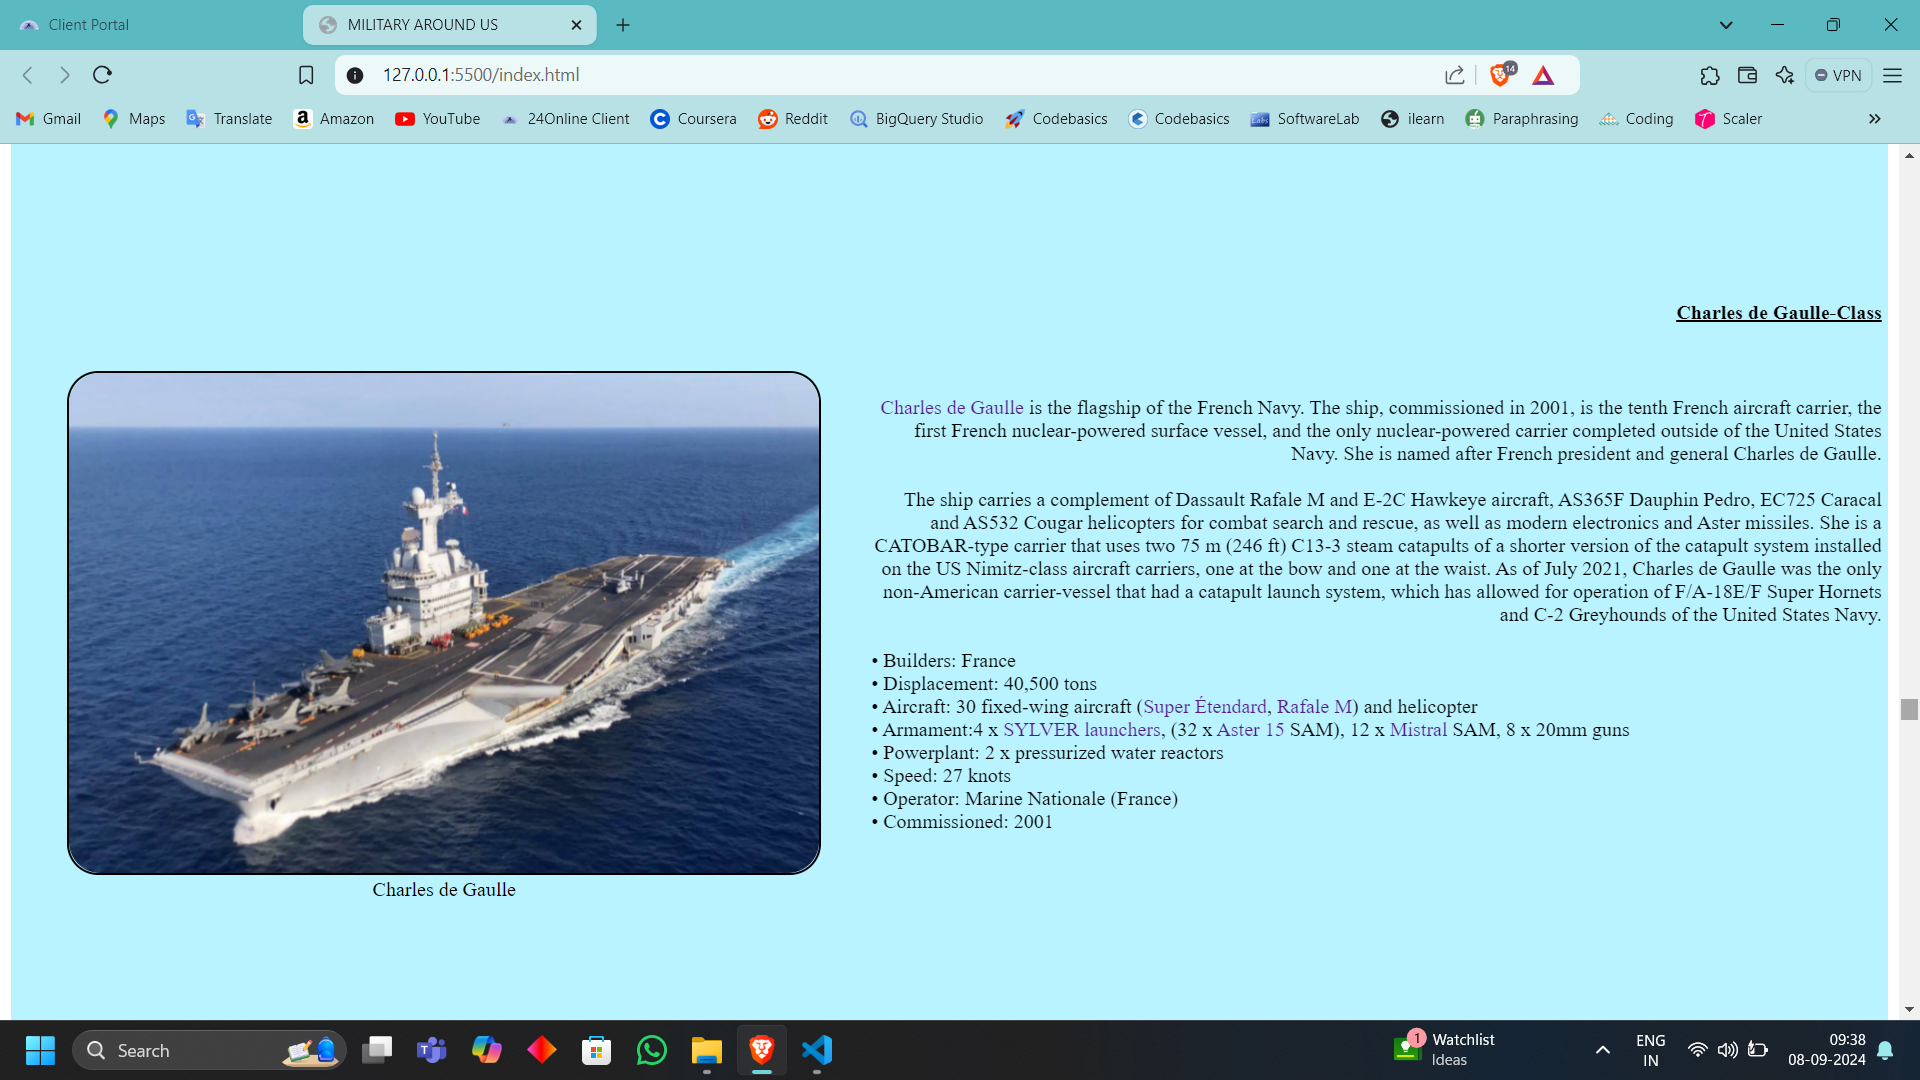 Client Portal
MILITARY AROUND US
127.0.0.1:5500/index.html
14
VPN
Gmail
Maps
Translate
Amazon
YouTube
24Online Client
Coursera
Reddit
BigQuery Studio
Codebasics
Codebasics
SoftwareLab
ilearn
Paraphrasing
Coding
Scaler
Charles de Gaulle-Class
Charles de Gaulle is the flagship of the French Navy. The ship, commissioned in 2001, is the tenth French aircraft carrier, the
first French nuclear-powered surface vessel, and the only nuclear-powered carrier completed outside of the United States
Navy. She is named after French president and general Charles de Gaulle.
The ship carries a complement of Dassault Rafale M and E-2C Hawkeye aircraft, AS365F Dauphin Pedro, EC725 Caracal
and AS532 Cougar helicopters for combat search and rescue, as well as modern electronics and Aster missiles. She is a
CATOBAR-type carrier that uses two 75 m (246 ft) C13-3 steam catapults of a shorter version of the catapult system installed
on the US Nimitz-class aircraft carriers, one at the bow and one at the waist. As of July 2021, Charles de Gaulle was the only
non-American carrier-vessel that had a catapult launch system, which has allowed for operation of F/A-18E/F Super Hornets
and C-2 Greyhounds of the United States Navy.
• Builders: France
• Displacement: 40,500 tons
• Aircraft: 30 fixed-wing aircraft (Super Étendard, Rafale M) and helicopter
• Armament:4 x SYLVER launchers, (32 x Aster 15 SAM), 12 x Mistral SAM, 8 x 20mm guns
• Powerplant: 2 x pressurized water reactors
• Speed: 27 knots
• Operator: Marine Nationale (France)
• Commissioned: 2001
Charles de Gaulle
Search
1
Watchlist
Ideas
ENG
IN
09:38
08-09-2024